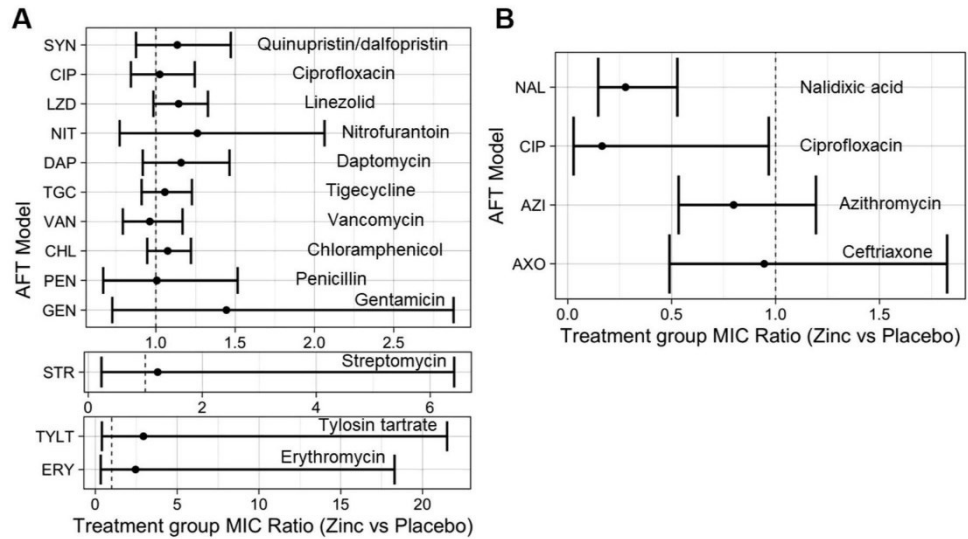 A
SYN Quinupristin/dalfopristin
CIP Ciprofloxacin
LZD Linezolid
NIT Nitrofurantoin
DAP Daptomycin
TGC Tigecycline
VAN Vancomycin
CHL Chloramphenicol
PEN Penicillin
GEN Gentamicin
AFT Model
1.0 1.5 2.0 2.5
STR Streptomycin
0 2 4 6
TYLT Tylosin tartrate
ERY Erythromycin
0 5 10 15 20
Treatment group MIC Ratio (Zinc vs Placebo)
B
NAL Nalidixic acid
CIP Ciprofloxacin
AZI Azithromycin
AXO Ceftriaxone
AFT Model
0.0 0.5 1.0 1.5
Treatment group MIC Ratio (Zinc vs Placebo)